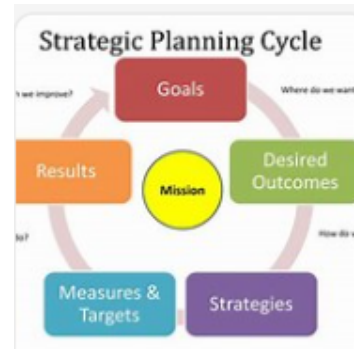 Strategic Planning Cycle
Goals
we improve?
Where do we want
Results
Desired
Outcomes
Mission
to?
How do
Measures &
Targets
Strategies